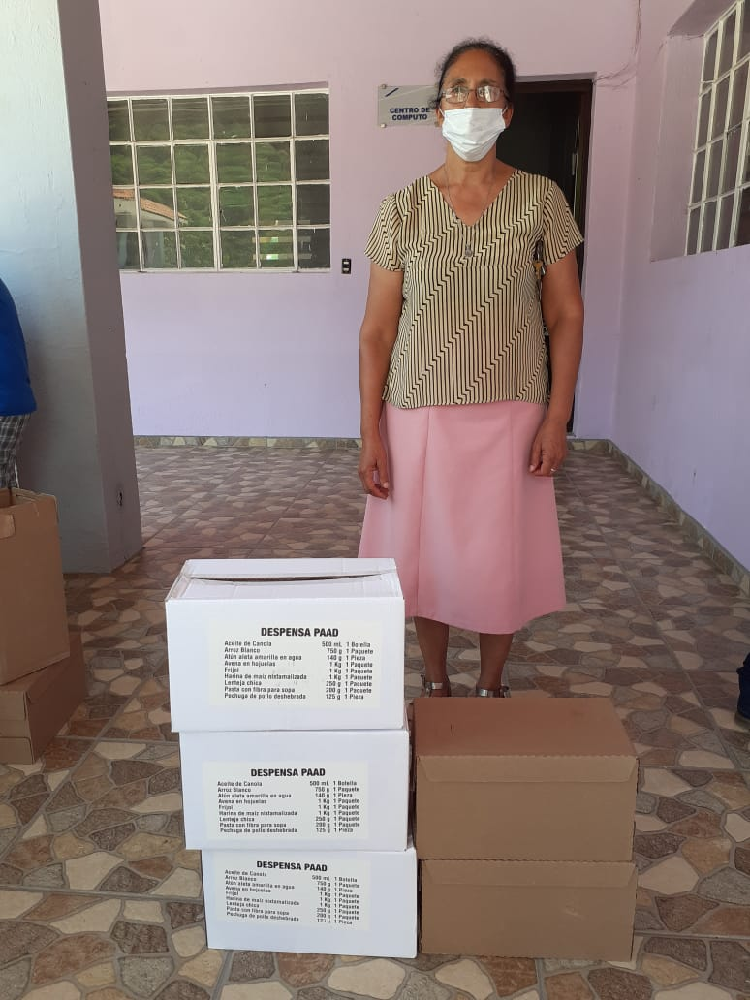 CENTRO DE
COMPUTO
DESPENSA PAAD
Aceite de Canola 500 mL 1 Botella
Arroz Blanco 750 g 1 Paquete
Atún aleta amarilla en agua 140 g 1 Pieza
Avena en hojuelas 1 Kg 1 Paquete
Frijol 1 Kg 1 Paquete
Harina de maíz nixtamalizada 1 Kg 1 Paquete
Lenteja chica 250 g 1 Paquete
Pasta con fibra para sopa 200 g 1 Paquete
Pechuga de pollo deshebrada 125 g 1 Pieza
DESPENSA PAAD
Aceite de Canola 500 mL 1 Botella
Arroz Blanco 750 g 1 Paquete
Atún aleta amarilla en agua 140 g 1 Pieza
Avena en hojuelas 1 Kg 1 Paquete
Frijol 1 Kg 1 Paquete
Harina de maíz nixtamalizada 1 Kg 1 Paquete
Lenteja chica 250 g 1 Paquete
Pasta con fibra para sopa 200 g 1 Paquete
Pechuga de pollo deshebrada 125 g 1 Pieza
DESPENSA PAAD
Aceite de Canola 500 mL 1 Botella
Arroz Blanco 750 g 1 Paquete
Atún aleta amarilla en agua 140 g 1 Pieza
Avena en hojuelas 1 Kg 1 Paquete
Frijol 1 Kg 1 Paquete
Harina de maíz nixtamalizada 1 Kg 1 Paquete
Lenteja chica 250 g 1 Paquete
Pasta con fibra para sopa 200 g 1 Paquete
Pechuga de pollo deshebrada 125 g 1 Pieza